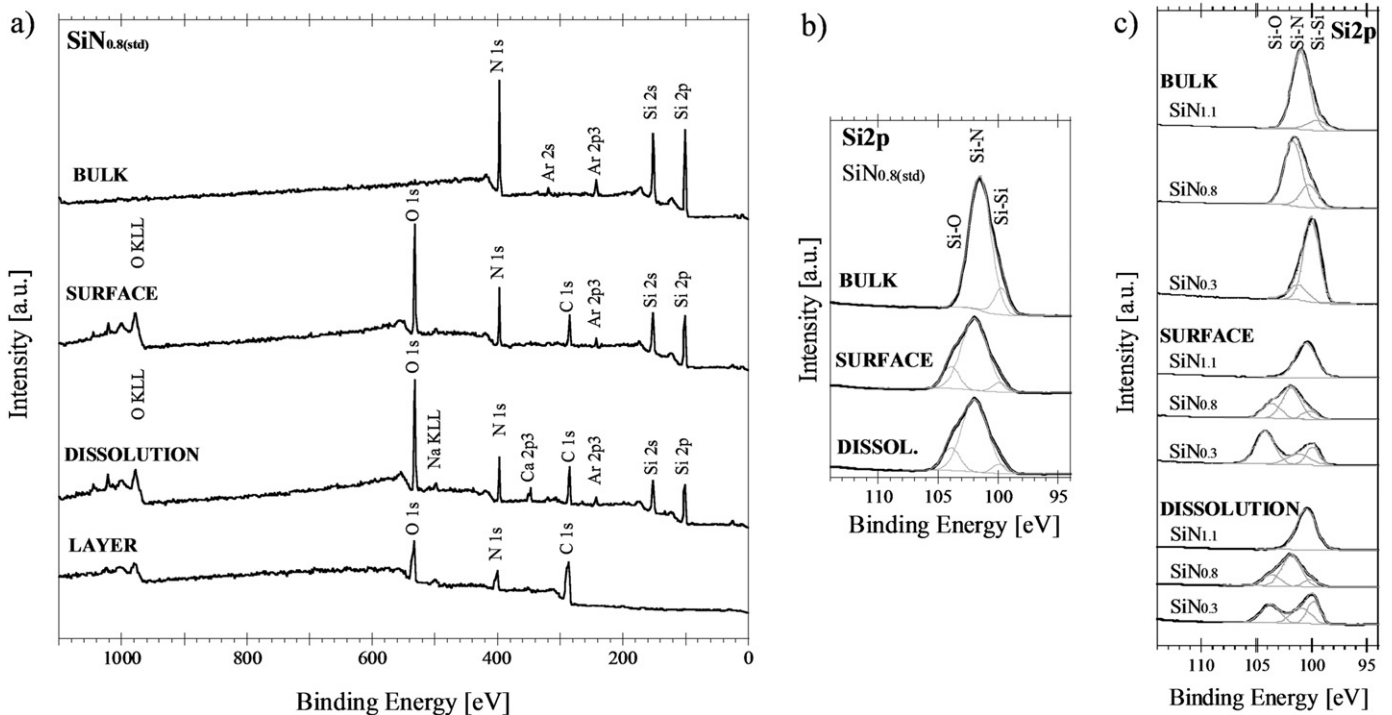 a)
SiN0.8(std)
BULK
N 1s
Ar 2s
Ar 2p3
Si 2s
Si 2p
SURFACE
O KLL
O 1s
N 1s
C 1s
Ar 2p3
Si 2s
Si 2p
DISSOLUTION
O KLL
O 1s
Na KLL
N 1s
Ca 2p3
C 1s
Ar 2p3
Si 2s
Si 2p
LAYER
O 1s
N 1s
C 1s
Intensity [a.u.]
1000 800 600 400 200 0
Binding Energy [eV]
b)
Si2p
SiN0.8(std)
Si-O
Si-N
Si-Si
BULK
SURFACE
DISSOL.
Intensity [a.u.]
110 105 100 95
Binding Energy [eV]
c)
Si-O
Si-N
Si-Si
Si2p
BULK
SiN1.1
SiN0.8
SiN0.3
SURFACE
SiN1.1
SiN0.8
SiN0.3
DISSOLUTION
SiN1.1
SiN0.8
SiN0.3
Intensity [a.u.]
110 105 100 95
Binding Energy [eV]